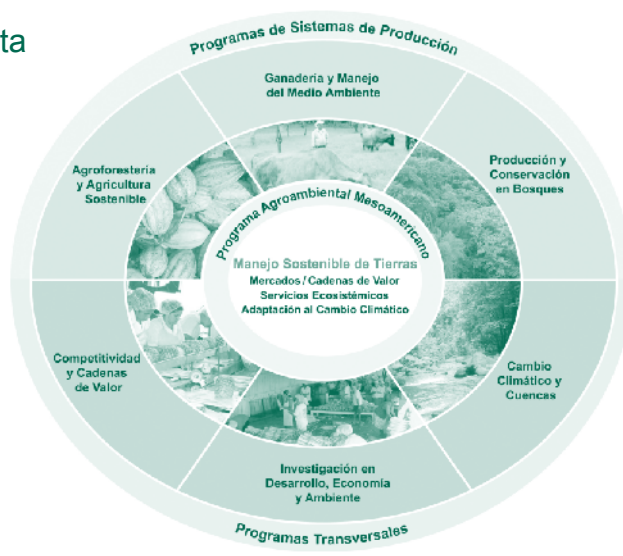 ta
Programas de Sistemas de Producción
Ganadería y Manejo
del Medio Ambiente
Agroforestería
y Agricultura
Sostenible
Producción y
Conservación
en Bosques
Programa Agroambiental Mesoamericano
Manejo Sostenible de Tierras
Mercados/Cadenas de Valor
Servicios Ecosistémicos
Adaptación al Cambio Climático
Competitividad
y Cadenas
de Valor
Cambio
Climático y
Cuencas
Investigación en
Desarrollo, Economía
y Ambiente
Programas Transversales